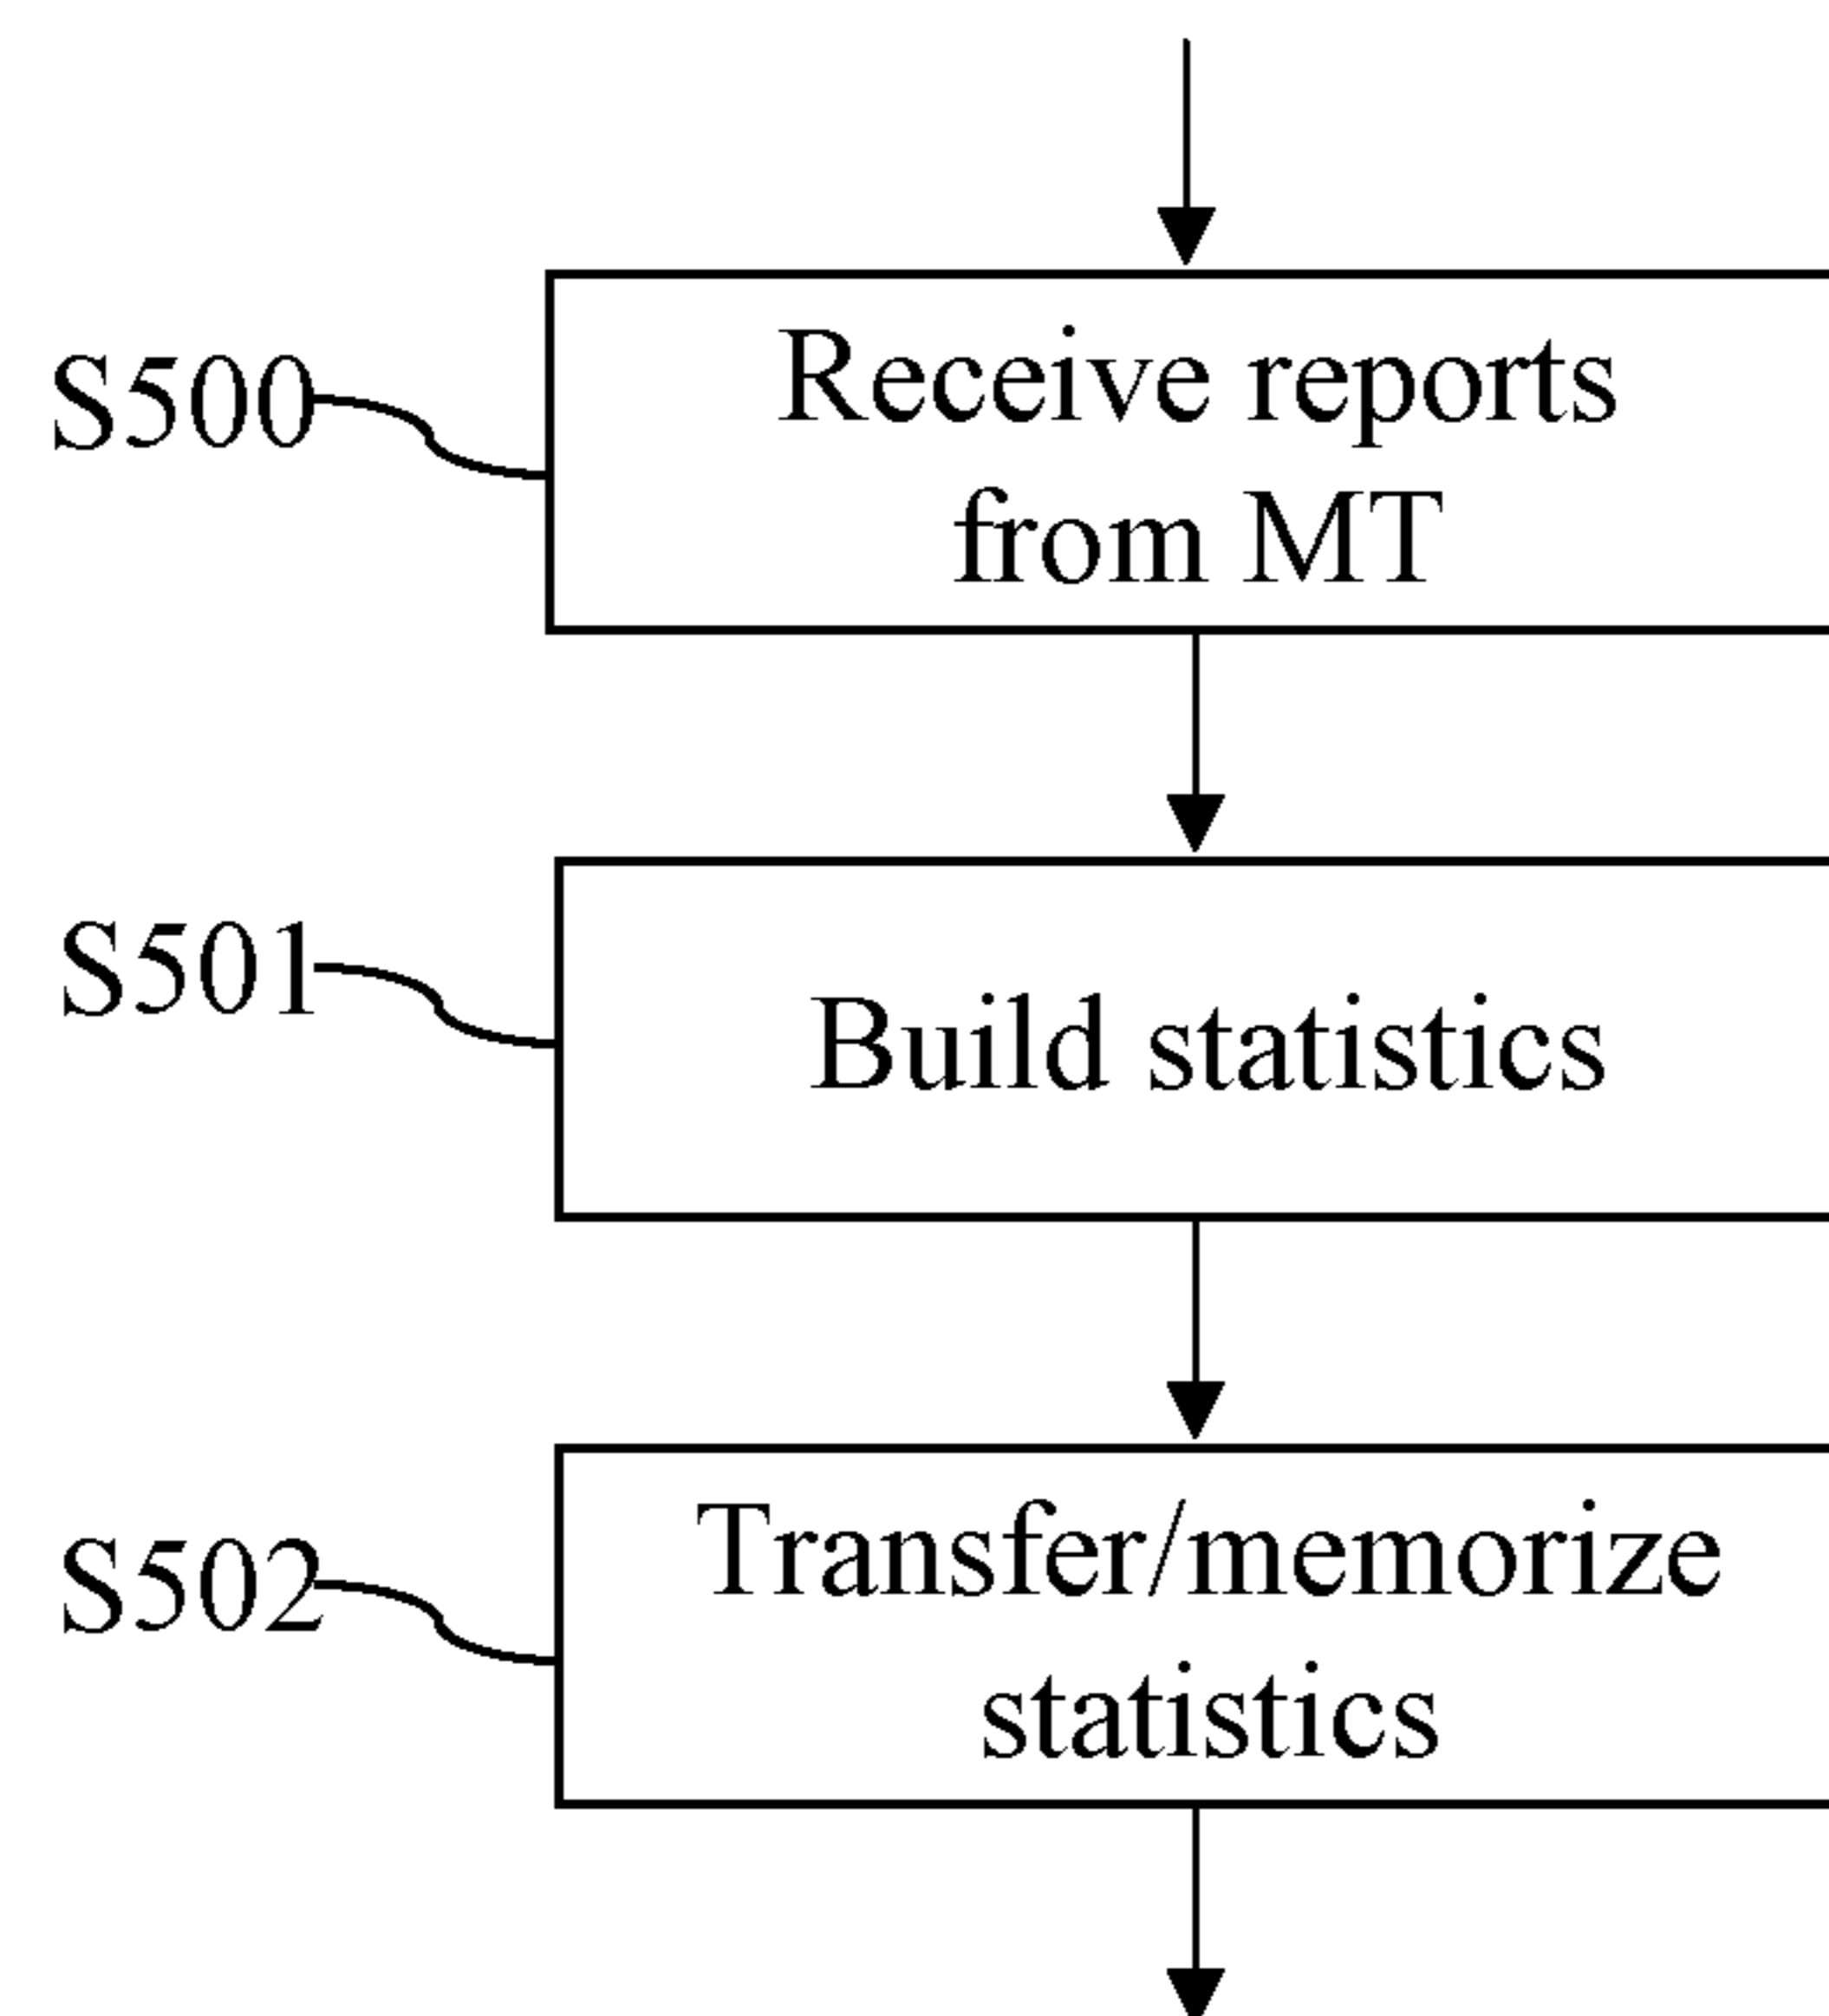 S500
Receive reports
from MT
S501
Build statistics
S502
Transfer/memorize
statistics